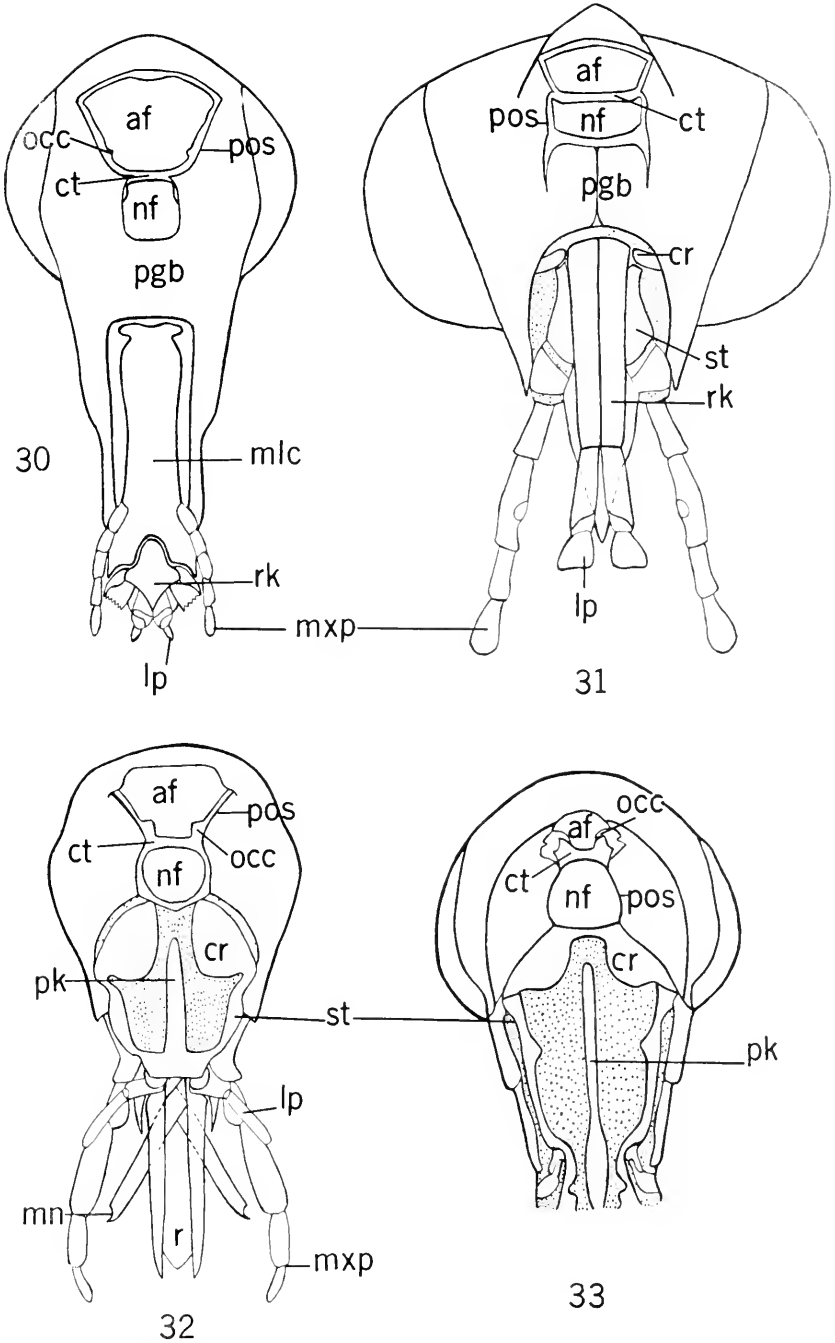 af
occ
pos
ct
nf
pgb
30
mlc
rk
mxp
lp
af
pos
ct
nf
pgb
cr
st
rk
lp
31
af
pos
ct
occ
nf
cr
pk
st
lp
mn
r
mxp
32
occ
af
ct
nf
pos
cr
pk
33